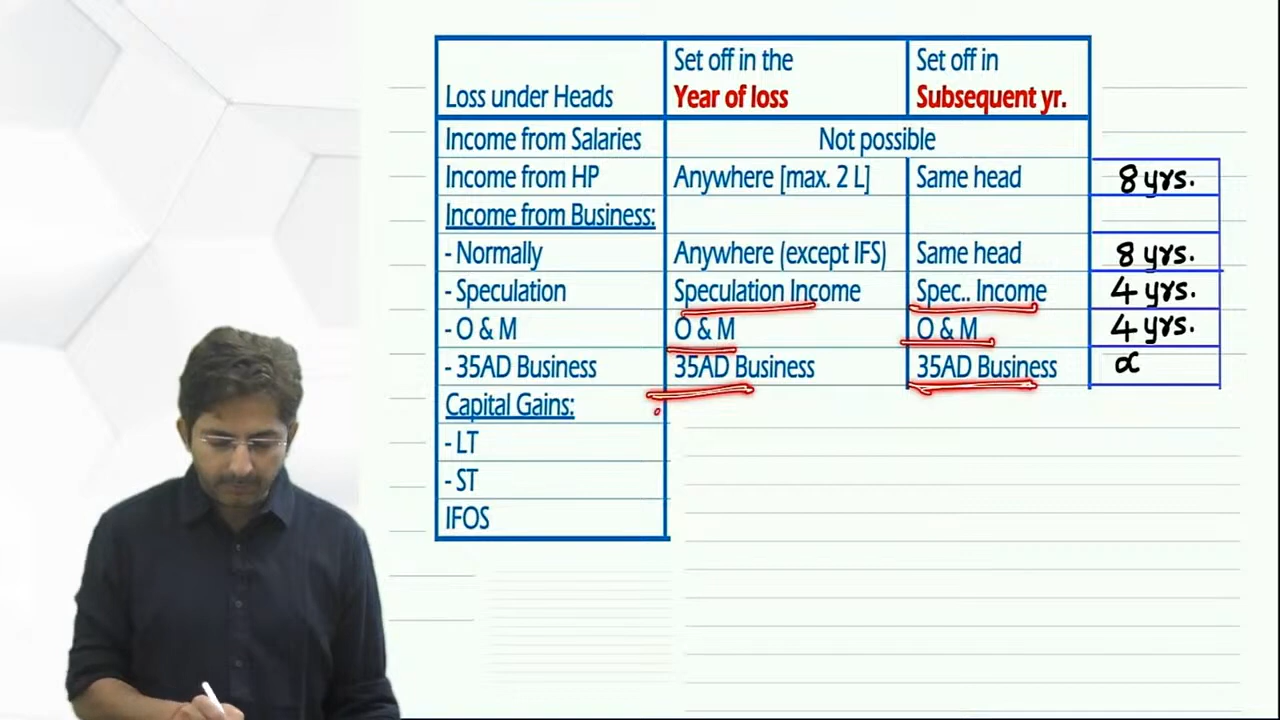 Loss under Heads
Set off in the
Year of loss
Set off in
Subsequent yr.
Income from Salaries Not possible
Income from HP Anywhere [max. 2 L] Same head 8 yrs.
Income from Business:
- Normally Anywhere (except IFS) Same head 8 yrs.
- Speculation Speculation Income Spec.. Income 4 yrs.
- O & M O & M O & M 4 yrs.
- 35AD Business 35AD Business 35AD Business α
Capital Gains:
- LT
- ST
IFOS